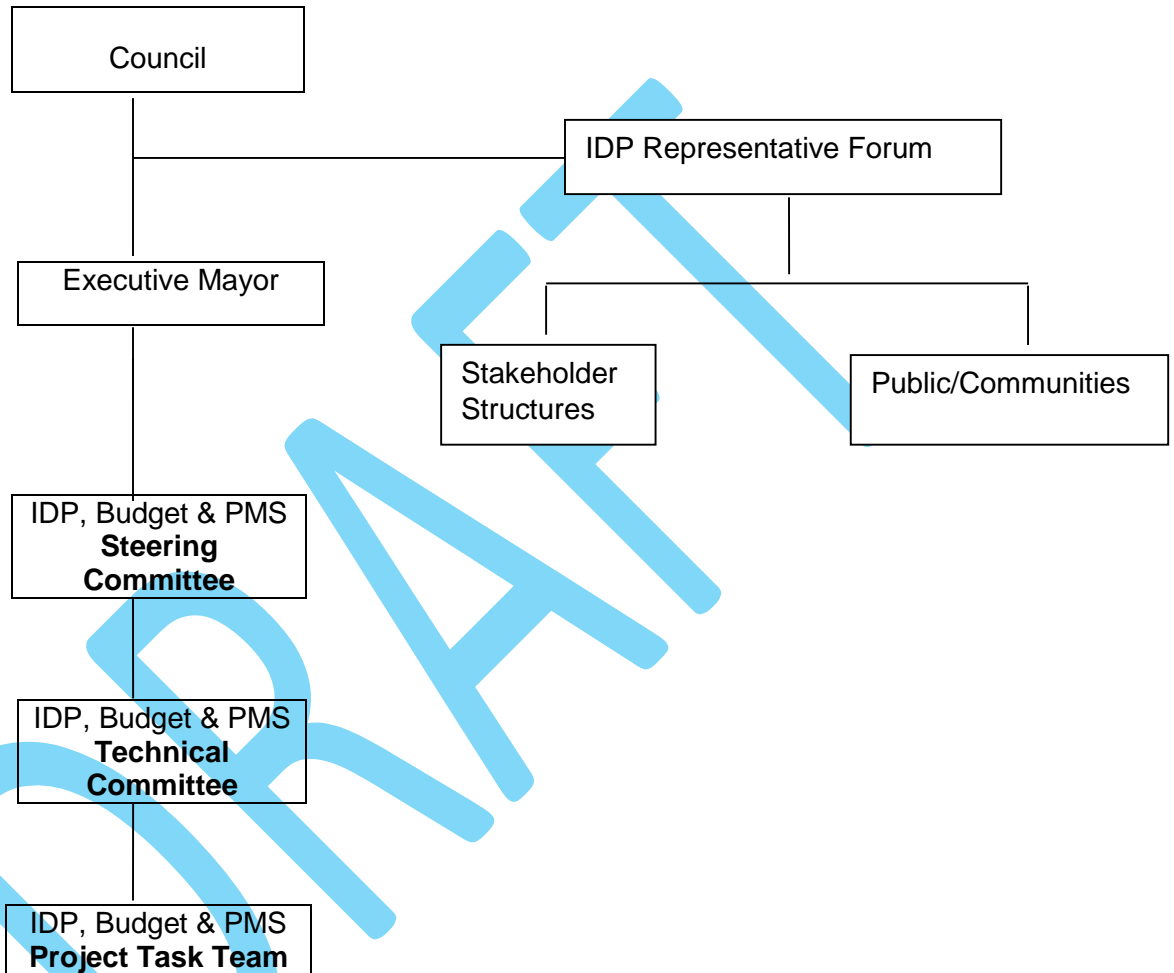 Council
IDP Representative Forum
Executive Mayor
Stakeholder
Structures
Public/Communities
IDP, Budget & PMS
Steering
Committee
IDP, Budget & PMS
Technical
Committee
IDP, Budget & PMS
Project Task Team
DRAFT